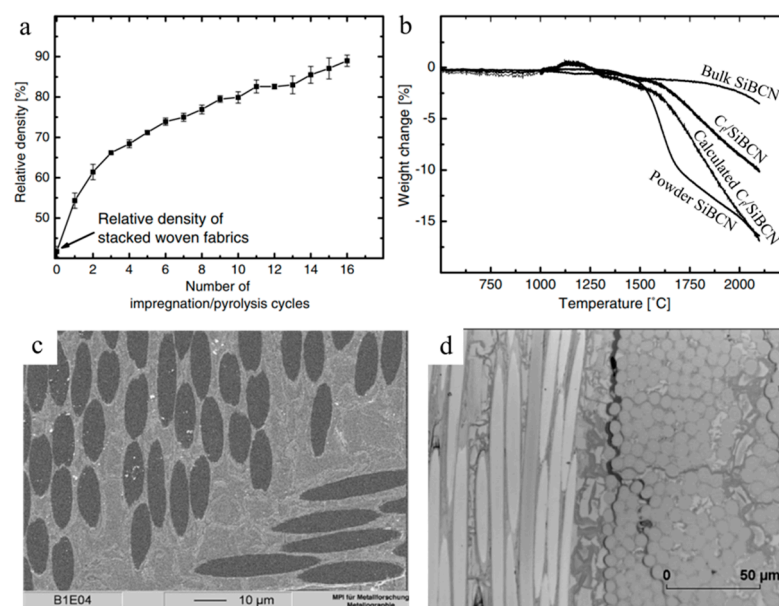 a
Relative density [%]
90
80
70
60
50
Relative density of
stacked woven fabrics
0 2 4 6 8 10 12 14 16
Number of
impregnation/pyrolysis cycles
b
Weight change [%]
0
-5
-10
-15
Bulk SiBCN
Cf/SiBCN
Calculated Cf/SiBCN
Powder SiBCN
750 1000 1250 1500 1750 2000
Temperature [˚C]
c
B1E04
10 µm
MPI für Metallforschung
Metallographie
d
0 50 µm